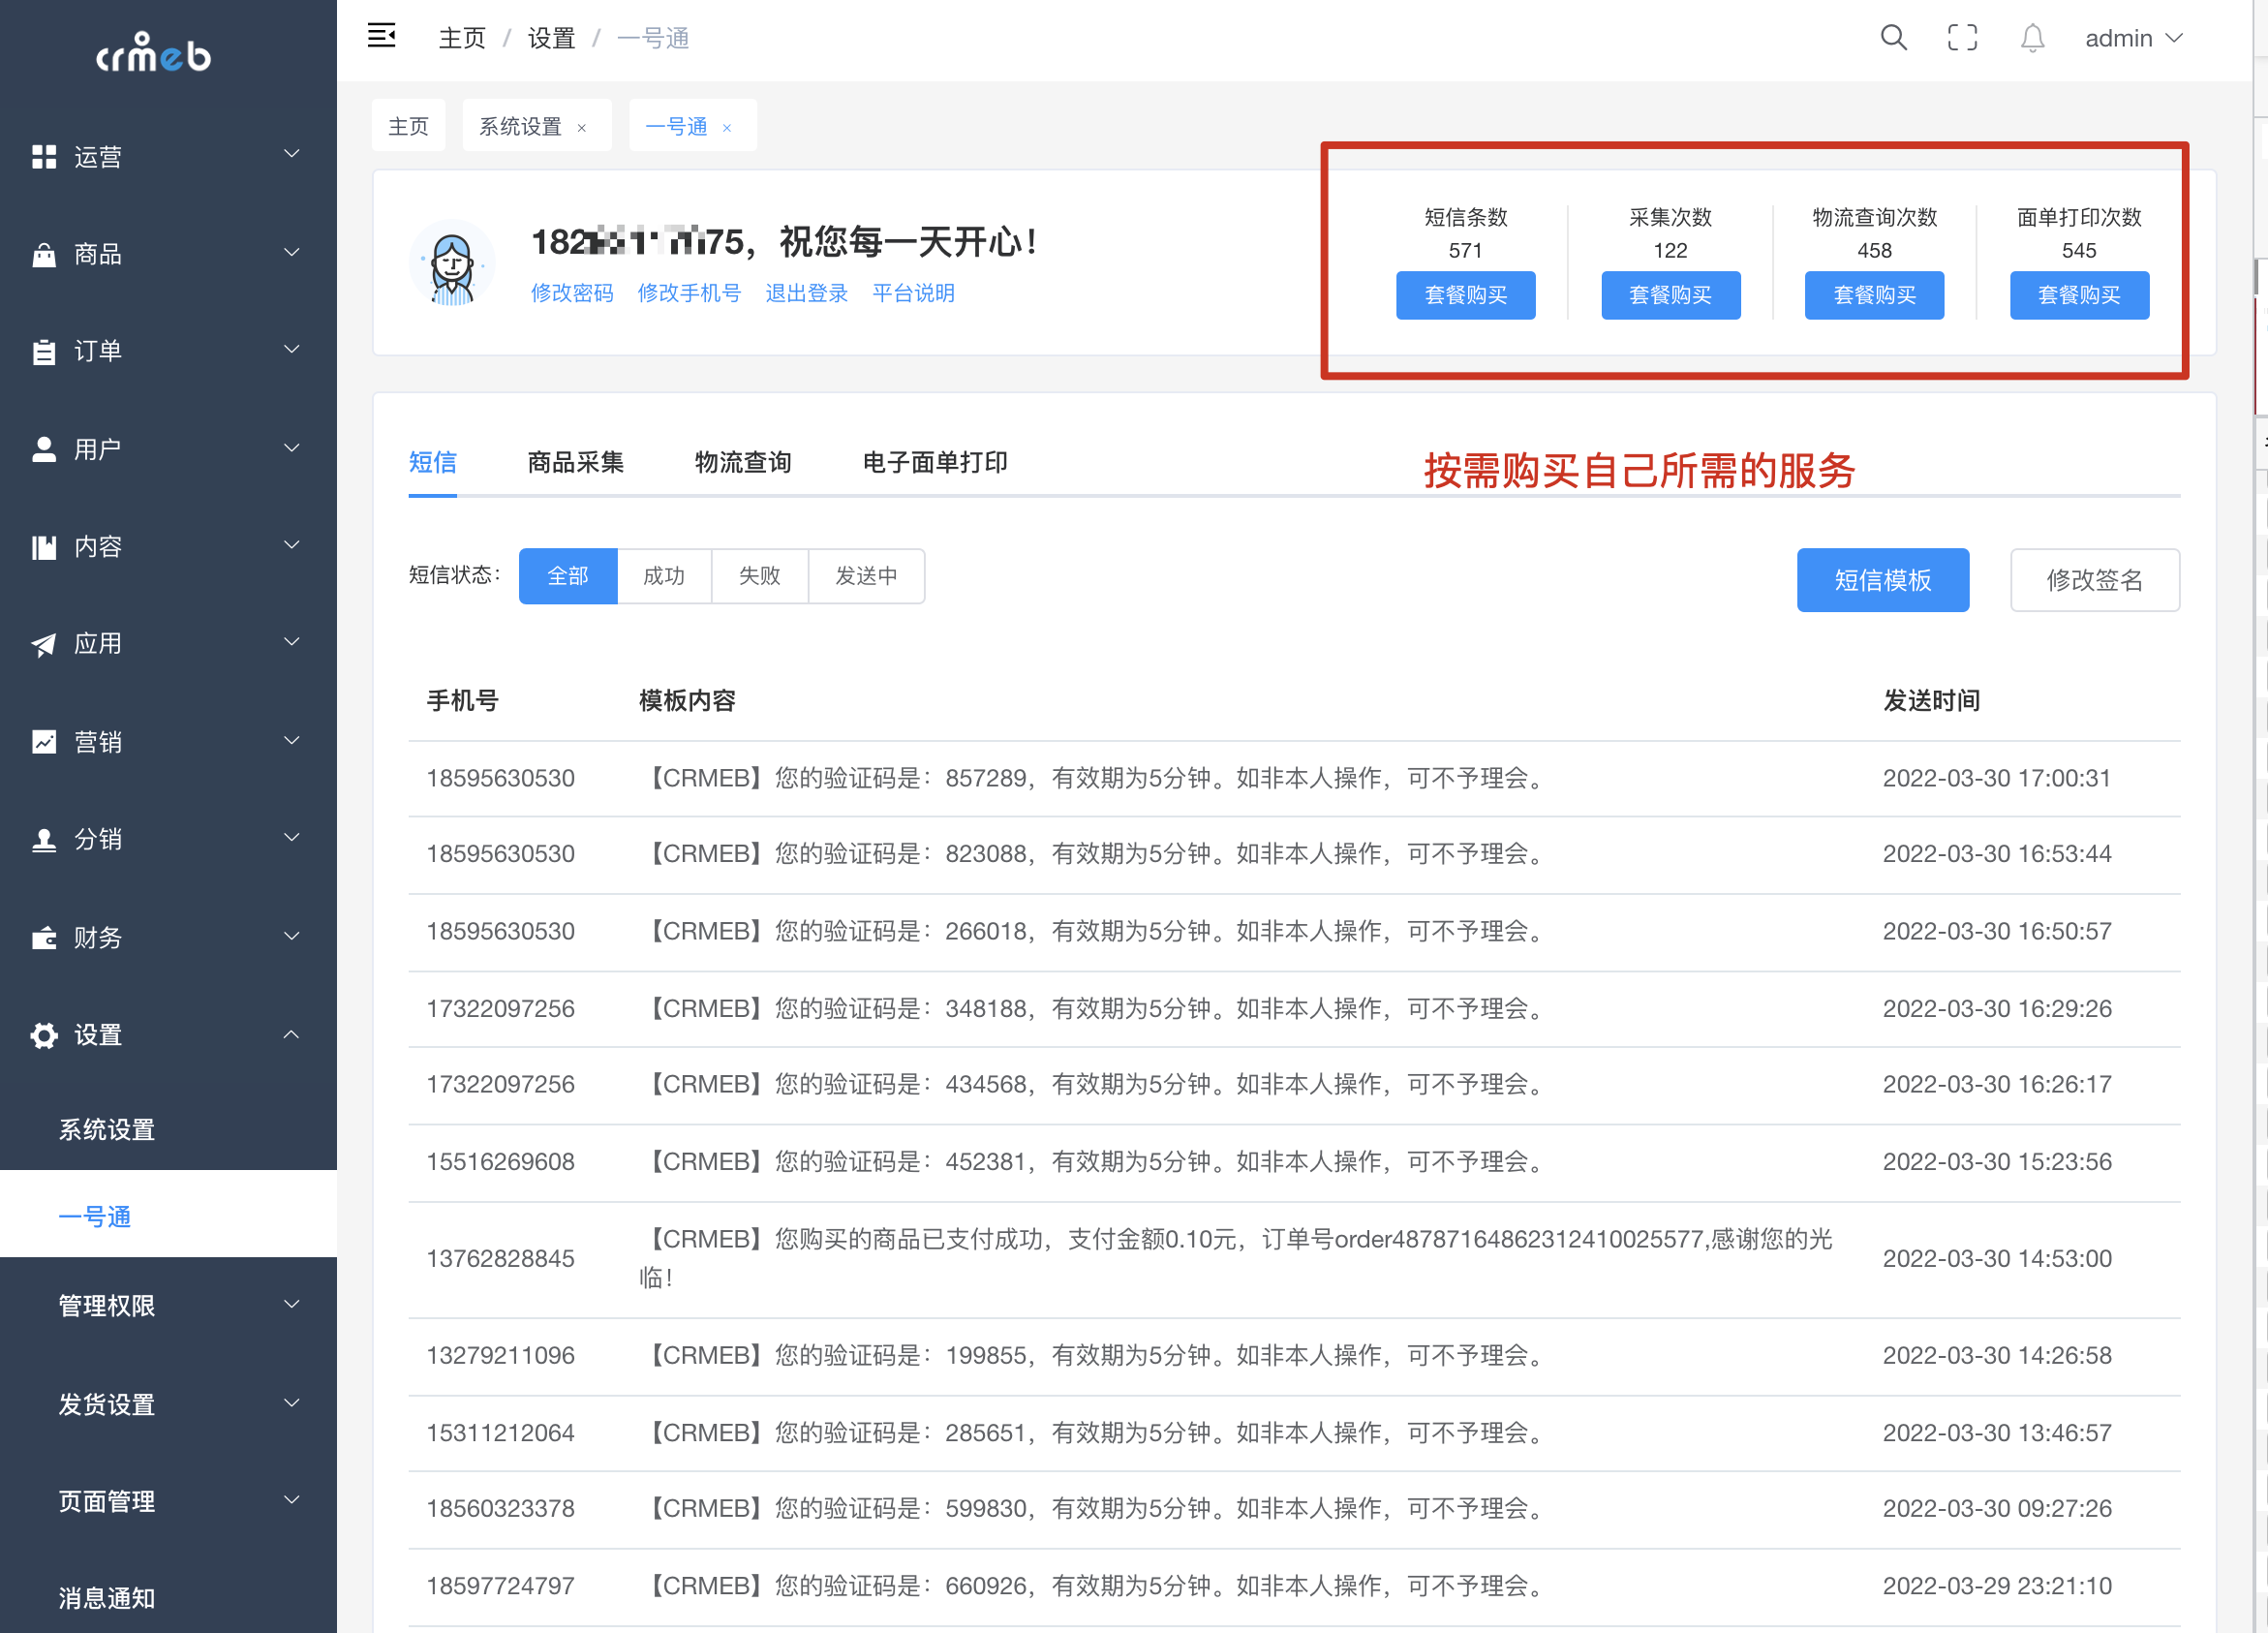 crmeb
运营
商品
订单
用户
内容
应用
营销
分销
财务
设置
系统设置
一号通
管理权限
发货设置
页面管理
消息通知
主页 / 设置 / 一号通
admin
主页
系统设置 ×
一号通 ×
75，祝您每一天开心！
修改密码 修改手机号 退出登录 平台说明
短信条数 采集次数 物流查询次数 面单打印次数
571 122 458 545
套餐购买 套餐购买 套餐购买 套餐购买
短信 商品采集 物流查询 电子面单打印
按需购买自己所需的服务
短信状态： 全部 成功 失败 发送中
短信模板 修改签名
手机号 模板内容 发送时间
18595630530 【CRMEB】您的验证码是：857289，有效期为5分钟。如非本人操作，可不予理会。 2022-03-30 17:00:31
18595630530 【CRMEB】您的验证码是：823088，有效期为5分钟。如非本人操作，可不予理会。 2022-03-30 16:53:44
18595630530 【CRMEB】您的验证码是：266018，有效期为5分钟。如非本人操作，可不予理会。 2022-03-30 16:50:57
17322097256 【CRMEB】您的验证码是：348188，有效期为5分钟。如非本人操作，可不予理会。 2022-03-30 16:29:26
17322097256 【CRMEB】您的验证码是：434568，有效期为5分钟。如非本人操作，可不予理会。 2022-03-30 16:26:17
15516269608 【CRMEB】您的验证码是：452381，有效期为5分钟。如非本人操作，可不予理会。 2022-03-30 15:23:56
13762828845 【CRMEB】您购买的商品已支付成功，支付金额0.10元，订单号order48787164862312410025577,感谢您的光 2022-03-30 14:53:00
临！
13279211096 【CRMEB】您的验证码是：199855，有效期为5分钟。如非本人操作，可不予理会。 2022-03-30 14:26:58
15311212064 【CRMEB】您的验证码是：285651，有效期为5分钟。如非本人操作，可不予理会。 2022-03-30 13:46:57
18560323378 【CRMEB】您的验证码是：599830，有效期为5分钟。如非本人操作，可不予理会。 2022-03-30 09:27:26
18597724797 【CRMEB】您的验证码是：660926，有效期为5分钟。如非本人操作，可不予理会。 2022-03-29 23:21:10